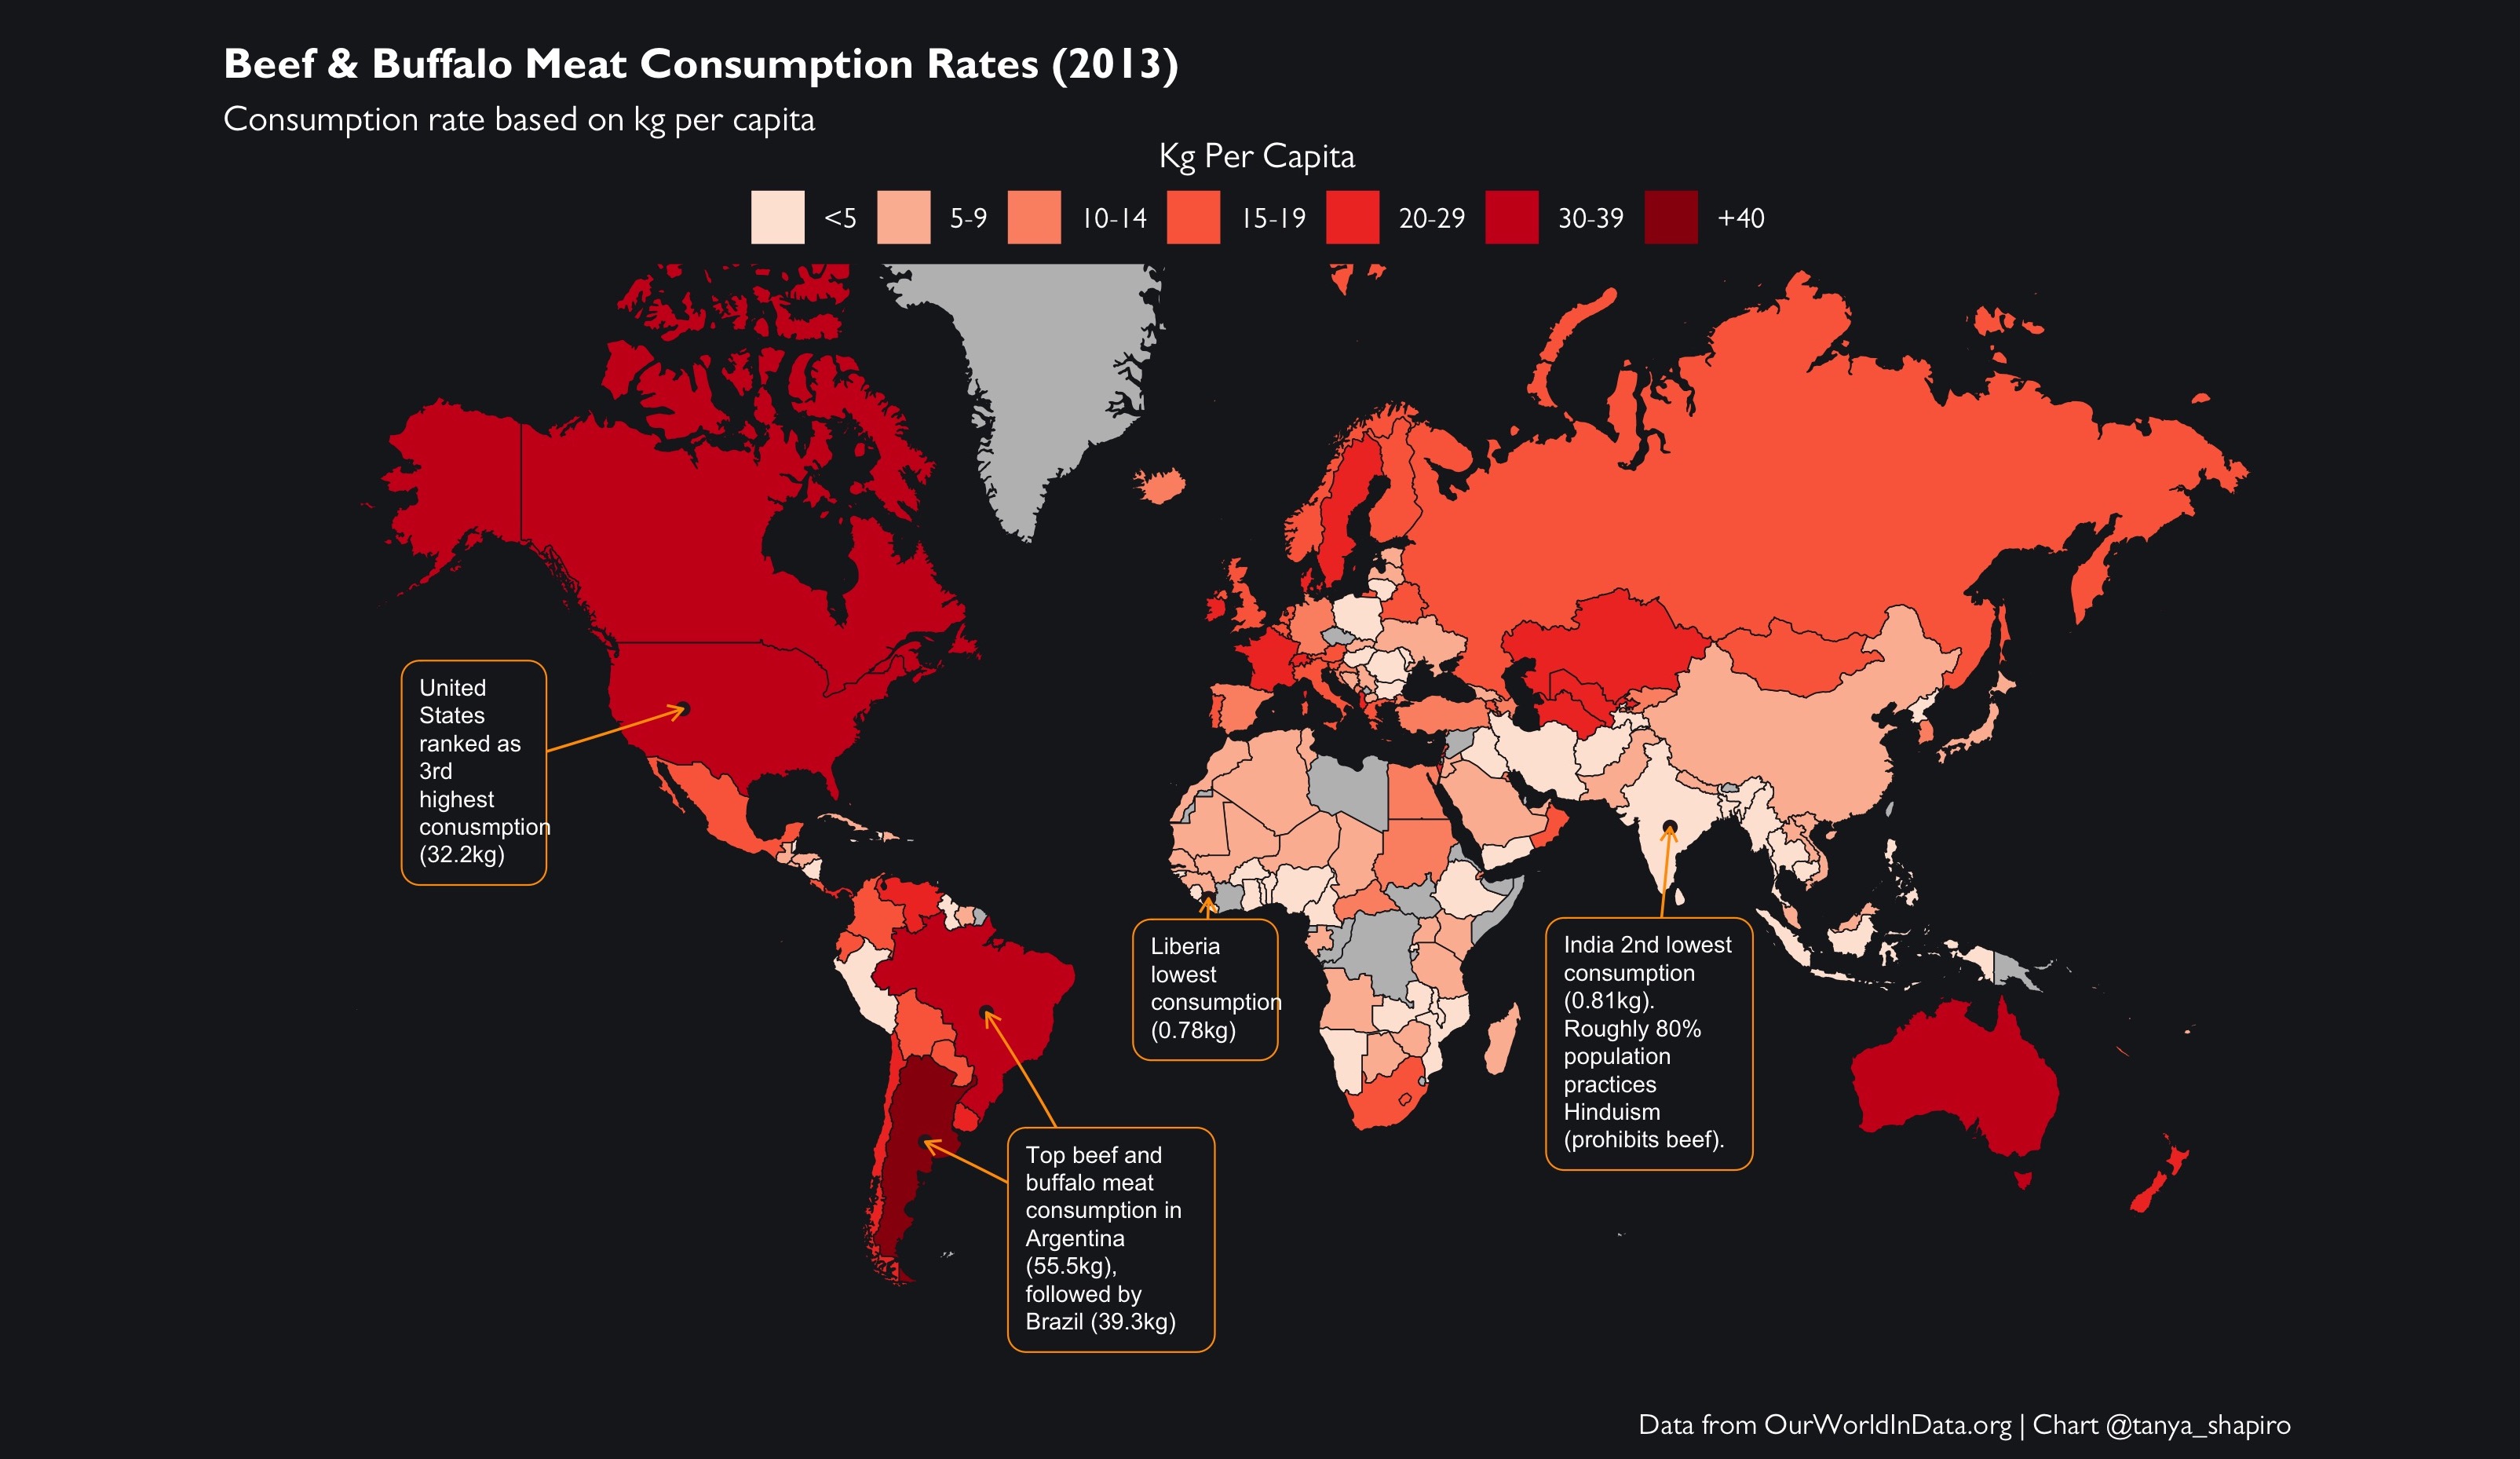 Beef & Buffalo Meat Consumption Rates (2013)
Consumption rate based on kg per capita
Kg Per Capita
<5 5-9 10-14 15-19 20-29 30-39 +40
United
States
ranked as
3rd
highest
conusmption
(32.2kg)
Liberia
lowest
consumption
(0.78kg)
India 2nd lowest
consumption
(0.81kg).
Roughly 80%
population
practices
Hinduism
(prohibits beef).
Top beef and
buffalo meat
consumption in
Argentina
(55.5kg),
followed by
Brazil (39.3kg)
Data from OurWorldInData.org | Chart @tanya_shapiro